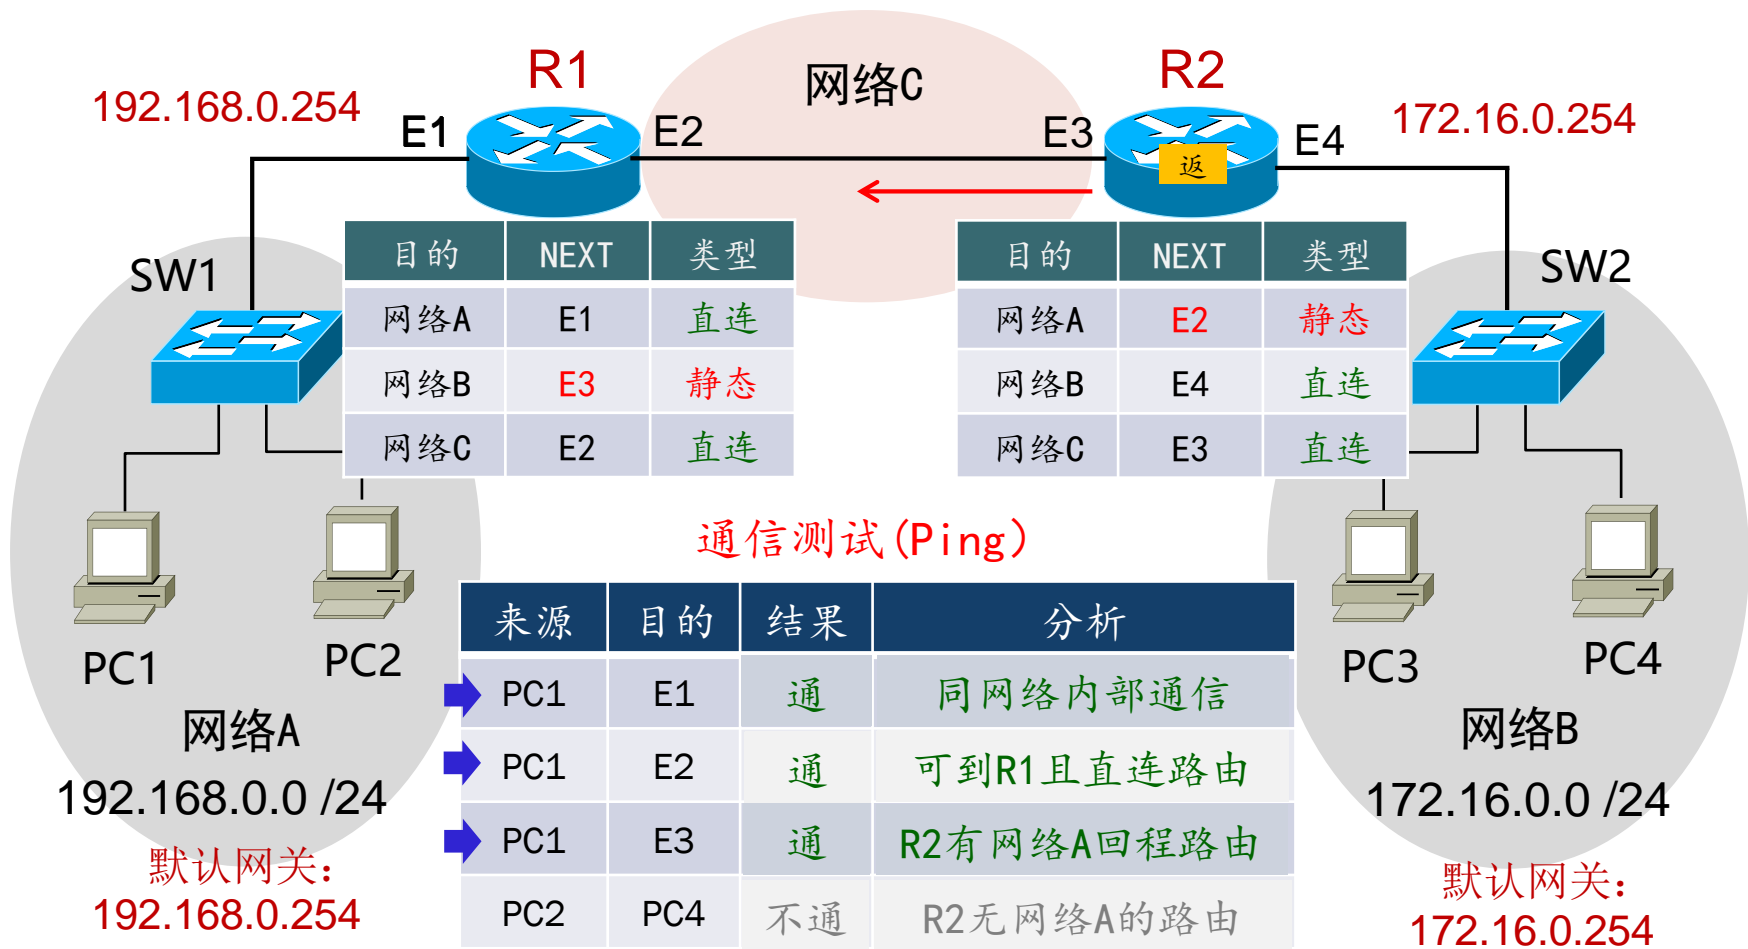 R1
网络C
R2
192.168.0.254
E1
E2
E3
E4
172.16.0.254
返
SW1
SW2
目的 NEXT 类型
网络A E1 直连
网络B E3 静态
网络C E2 直连
目的 NEXT 类型
网络A E2 静态
网络B E4 直连
网络C E3 直连
通信测试(Ping)
来源 目的 结果 分析
PC1 E1 通 同网络内部通信
PC1 E2 通 可到R1且直连路由
PC1 E3 通 R2有网络A回程路由
PC2 PC4 不通 R2无网络A的路由
PC1
PC2
网络A
192.168.0.0 /24
默认网关：
192.168.0.254
PC3
PC4
网络B
172.16.0.0 /24
默认网关：
172.16.0.254